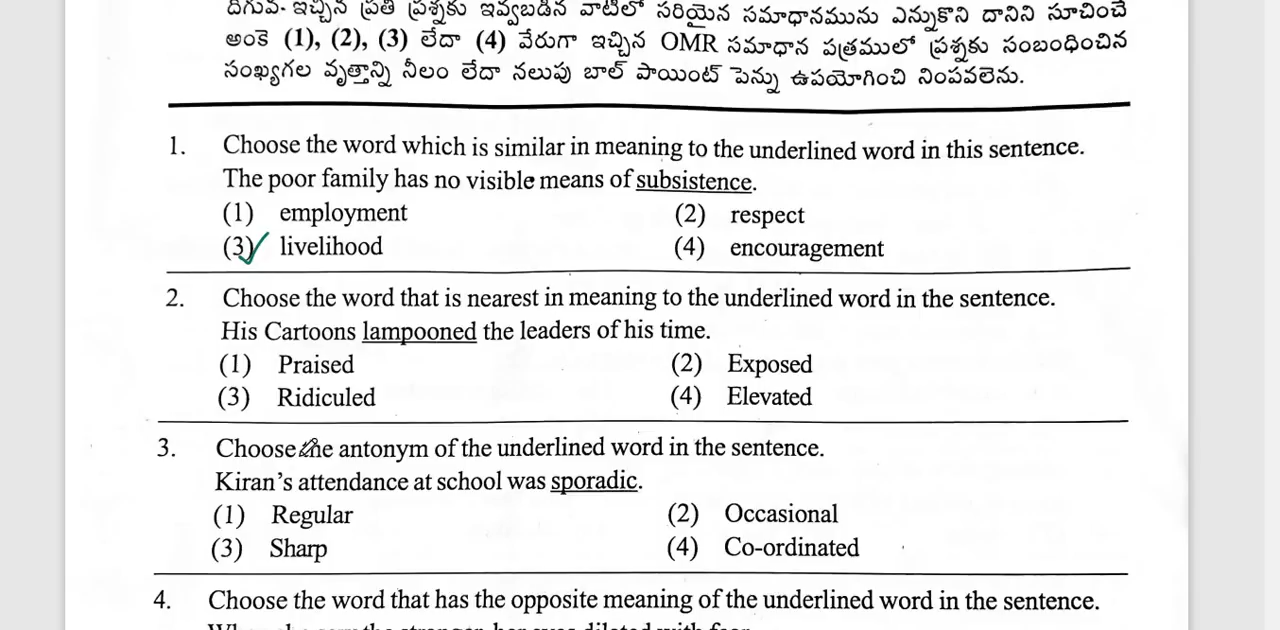 దిగువ- ఇచ్చిన ప్రతి ప్రశ్నకు ఇవ్వబడిన వాటిలో సరియైన సమాధానమును ఎన్నుకొని దానిని సూచించే
అంకె (1), (2), (3) లేదా (4) వేరుగా ఇచ్చిన OMR సమాధాన పత్రములో ప్రశ్నకు సంబంధించిన
సంఖ్యగల వృత్తాన్ని నీలం లేదా నలుపు బాల్ పాయింట్ పెన్ను ఉపయోగించి నింపవలెను.
1. Choose the word which is similar in meaning to the underlined word in this sentence.
The poor family has no visible means of subsistence.
(1) employment (2) respect
(3) livelihood (4) encouragement
2. Choose the word that is nearest in meaning to the underlined word in the sentence.
His Cartoons lampooned the leaders of his time.
(1) Praised (2) Exposed
(3) Ridiculed (4) Elevated
3. Choose the antonym of the underlined word in the sentence.
Kiran's attendance at school was sporadic.
(1) Regular (2) Occasional
(3) Sharp (4) Co-ordinated
4. Choose the word that has the opposite meaning of the underlined word in the sentence.